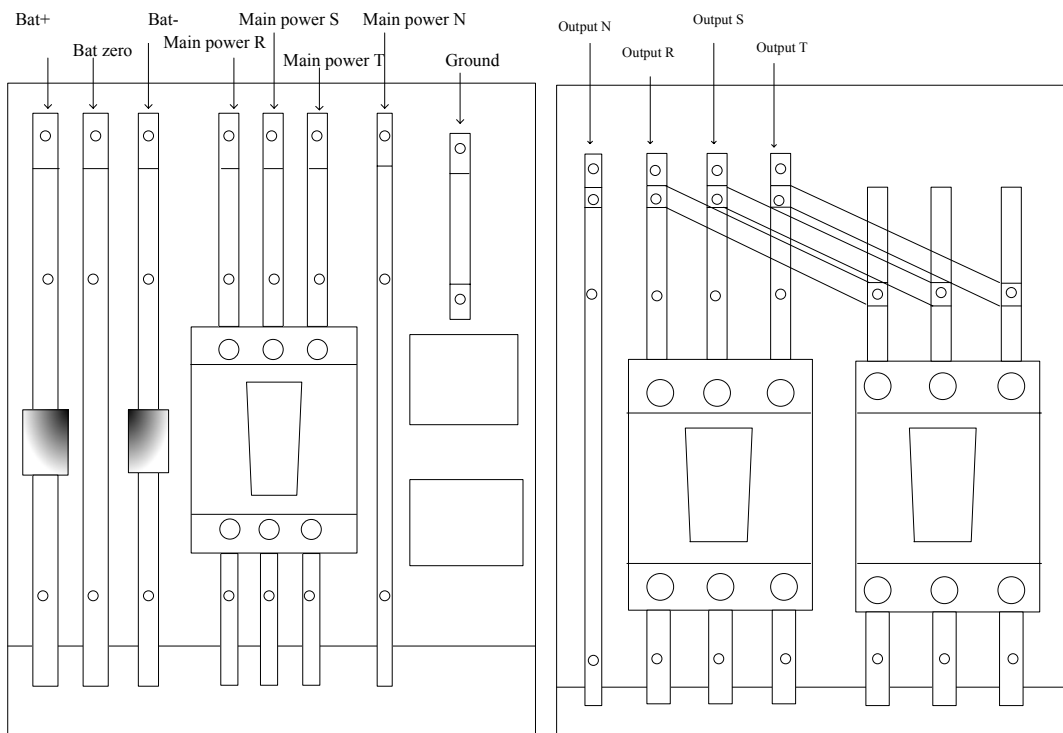 Bat+
Bat-
Main power S
Main power N
Bat zero
Main power R
Main power T
Ground
Output N
Output S
Output R
Output T